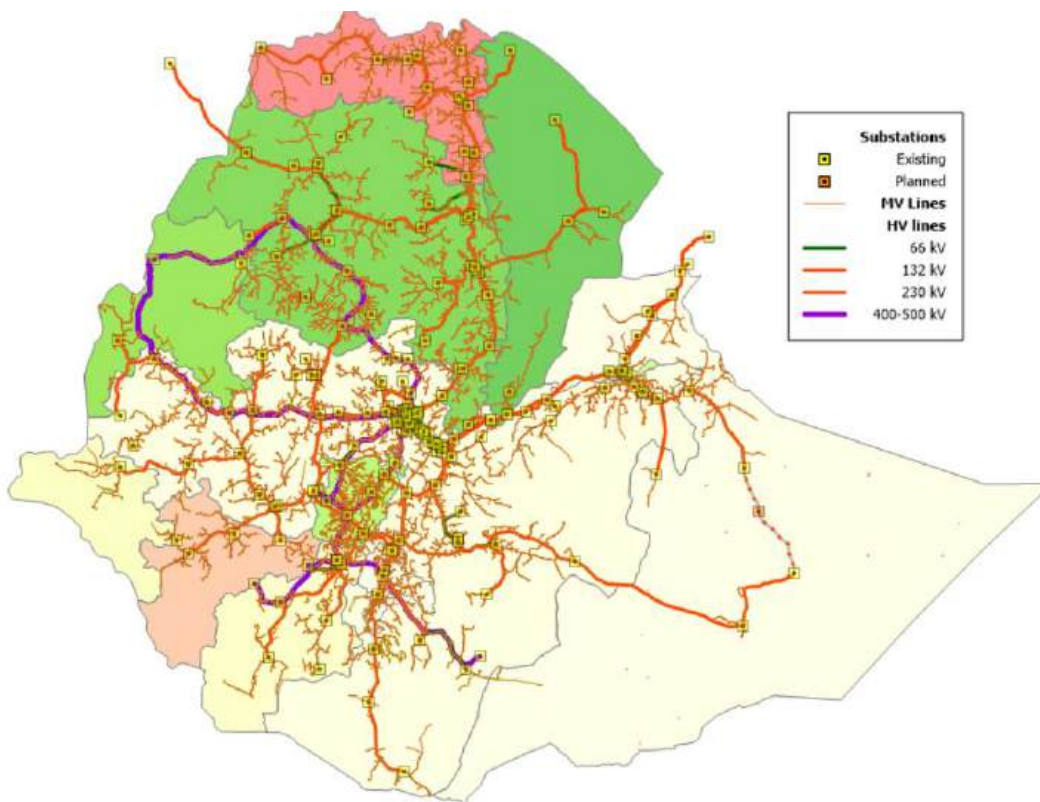 Substations
Existing
Planned
MV Lines
HV lines
66 kV
132 kV
230 kV
400-500 kV